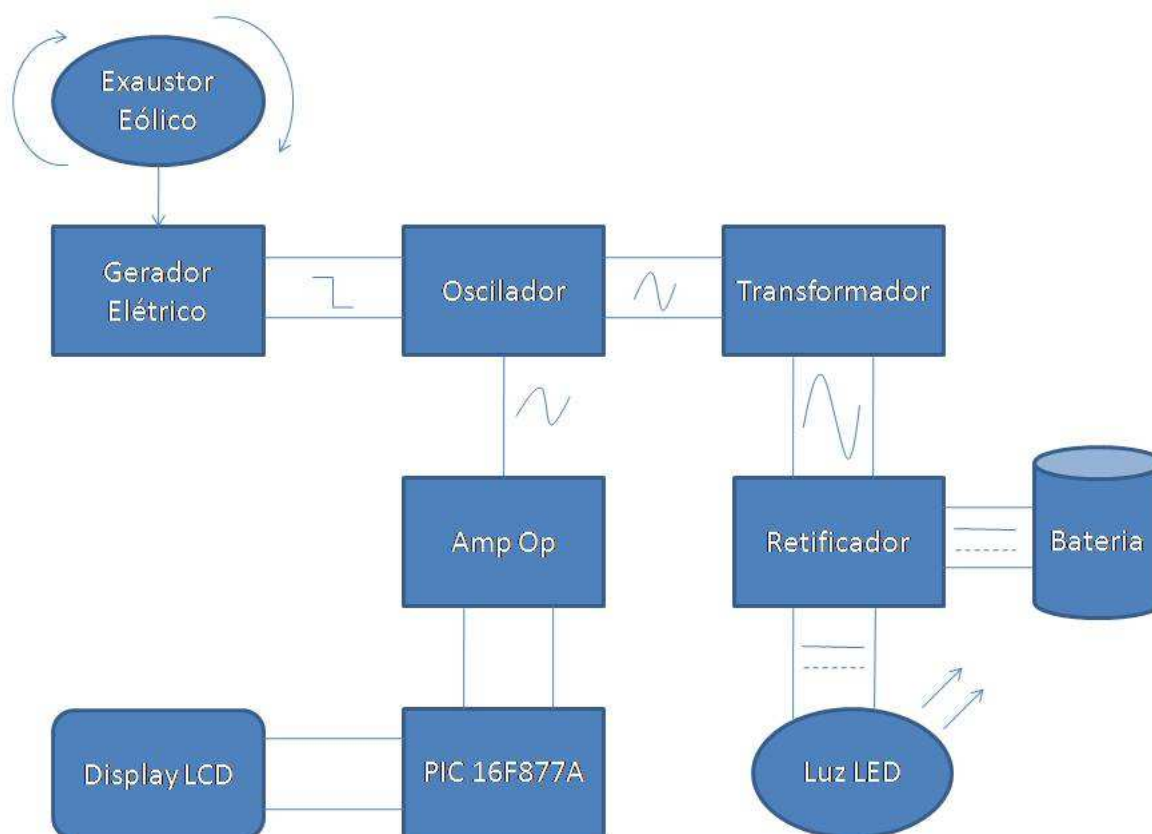 Exaustor
Eólico
Gerador
Elétrico
Oscilador
Transformador
Amp Op
Retificador
Bateria
Display LCD
PIC 16F877A
Luz LED